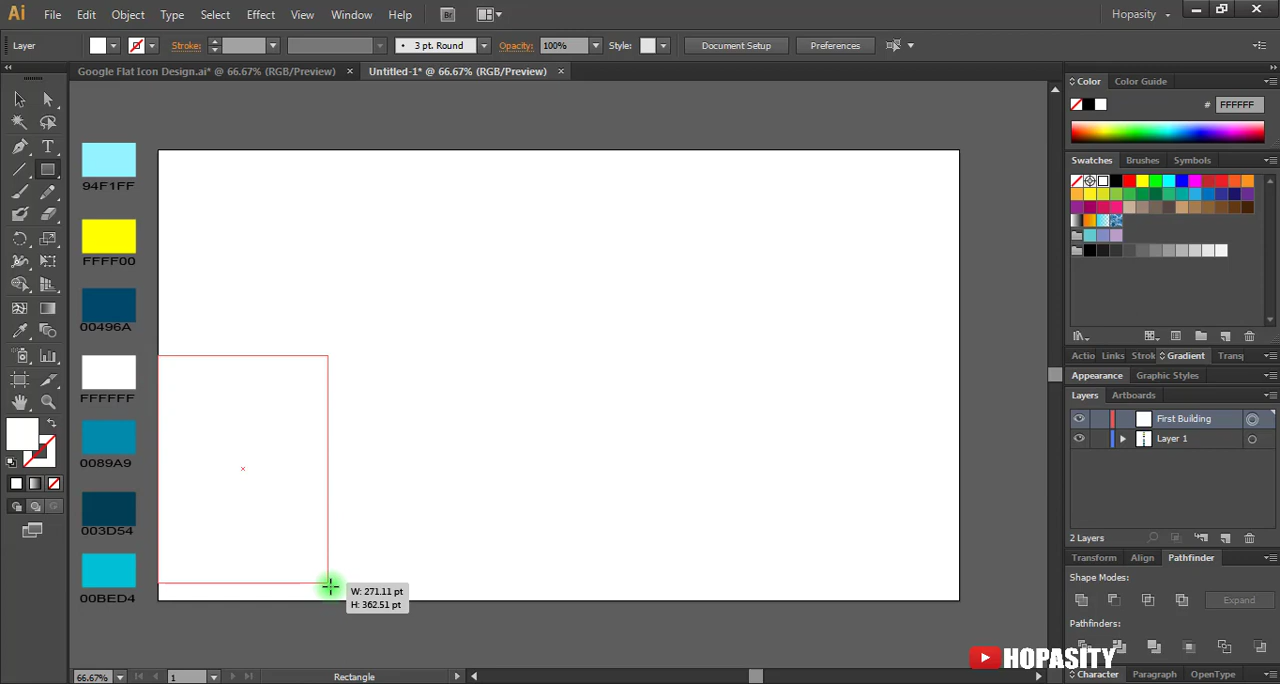 Ai File Edit Object Type Select Effect View Window Help Br Hopasity
Layer Stroke: 3 pt. Round Opacity: 100% Style: Document Setup Preferences
Google Flat Icon Design.ai* @ 66.67% (RGB/Preview) × Untitled-1* @ 66.67% (RGB/Preview) ×
Color Color Guide
# FFFFFF
Swatches Brushes Symbols
94F1FF
FFFF00
00496A
FFFFFF
0089A9
003D54
00BED4
W: 271.11 pt
H: 362.51 pt
Actio Links Strok Gradient Transp
Appearance Graphic Styles
Layers Artboards
First Building
Layer 1
2 Layers
Transform Align Pathfinder
Shape Modes:
Expand
Pathfinders:
HOPASITY
Character Paragraph OpenType
66.67% 1 Rectangle